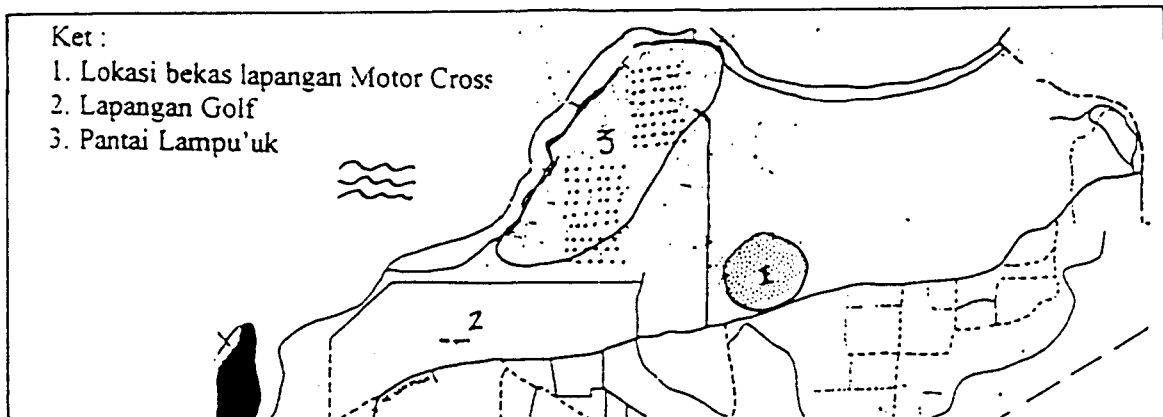 Ket :
1. Lokasi bekas lapangan Motor Cross
2. Lapangan Golf
3. Pantai Lampu'uk
3
1
2